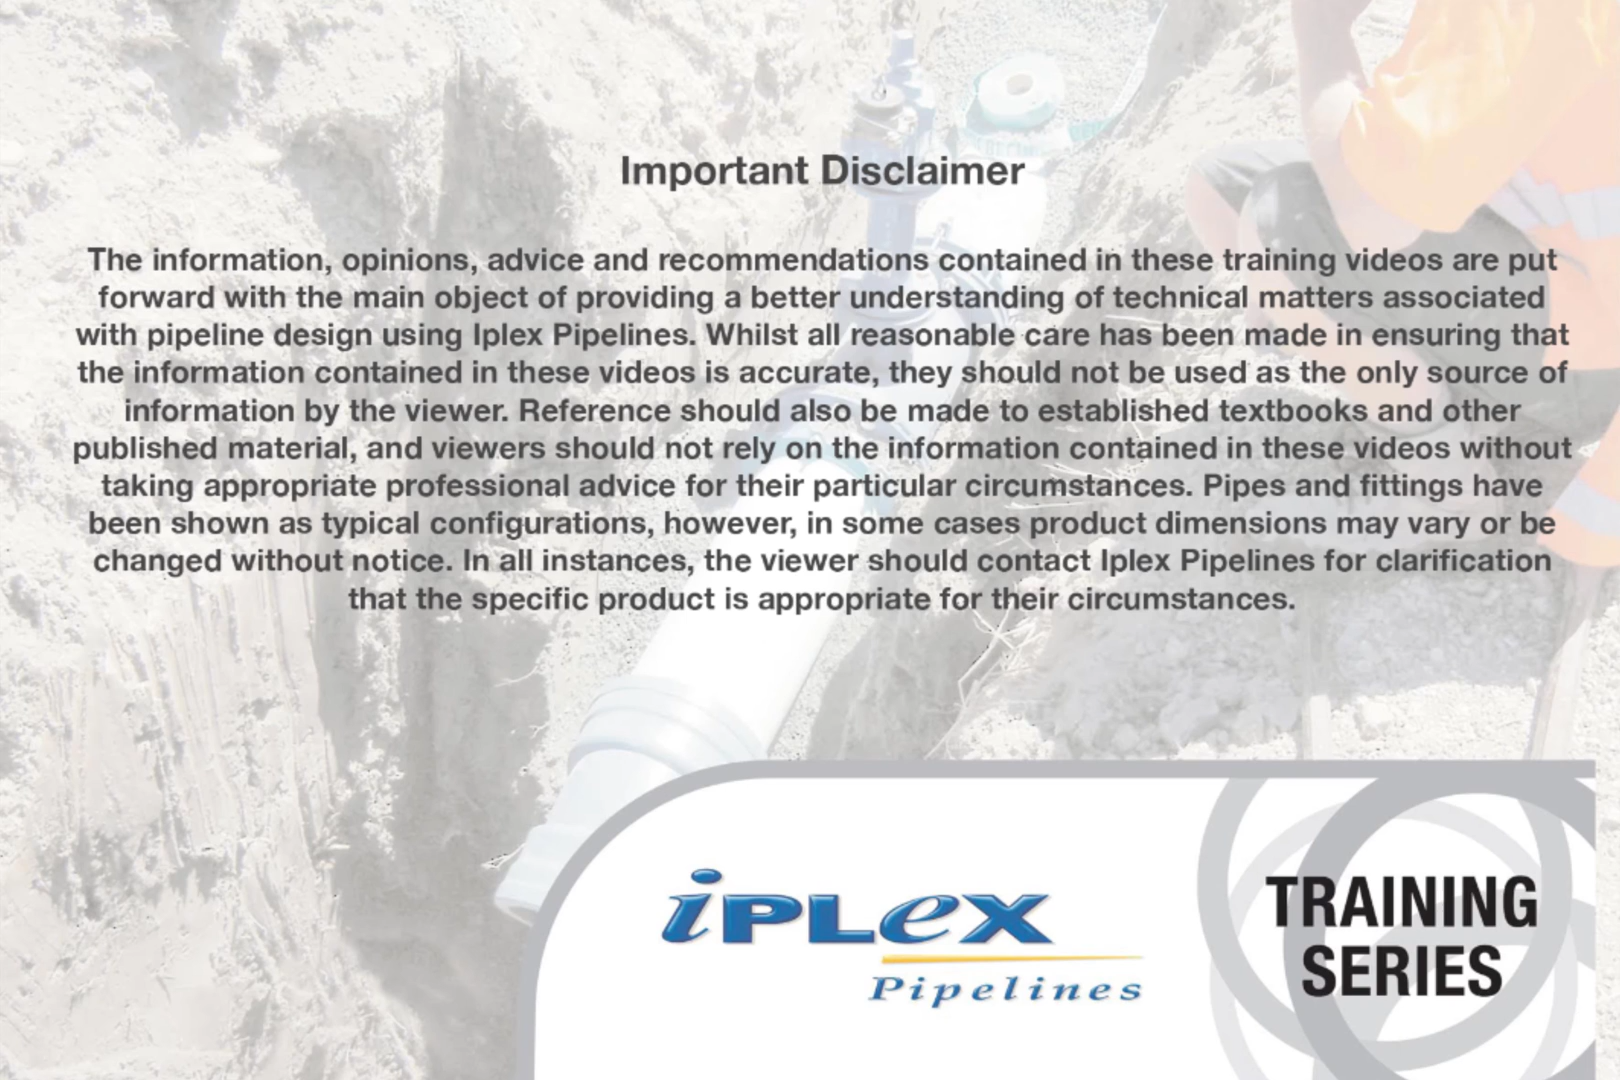 Important Disclaimer
The information, opinions, advice and recommendations contained in these training videos are put
forward with the main object of providing a better understanding of technical matters associated
with pipeline design using Iplex Pipelines. Whilst all reasonable care has been made in ensuring that
the information contained in these videos is accurate, they should not be used as the only source of
information by the viewer. Reference should also be made to established textbooks and other
published material, and viewers should not rely on the information contained in these videos without
taking appropriate professional advice for their particular circumstances. Pipes and fittings have
been shown as typical configurations, however, in some cases product dimensions may vary or be
changed without notice. In all instances, the viewer should contact Iplex Pipelines for clarification
that the specific product is appropriate for their circumstances.
iPLex
Pipelines
TRAINING
SERIES